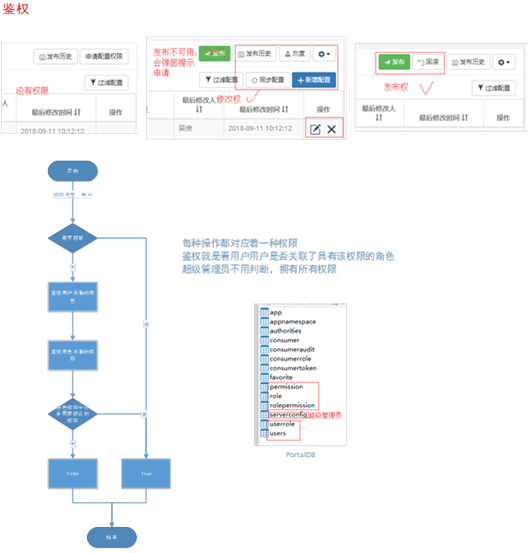 鉴权
发布历史
申请配置权限
过滤配置
没有权限
人
最后修改时间
操作
2018-09-11 10:12:12
发布不可用，
会弹窗提示
申请
发布
发布历史
灰度
过滤配置
同步配置
新增配置
修改权
最后修改人
最后修改时间
操作
吴俊
2018-09-11 10:12:12
发布
回滚
发布历史
发布权
过滤配置
最后修改人
最后修改时间
操作
开始
每种操作都对应着一种权限
鉴权就是看用户用户是否关联了具有该权限的角色
超级管理员不用判断，拥有所有权限
app
appnamespace
authorities
consumer
consumeraudit
consumerrole
consumertoken
favorite
permission
role
rolepermission
serverconfig 超级管理员
userrole
users
PortalDB
False
True
结束